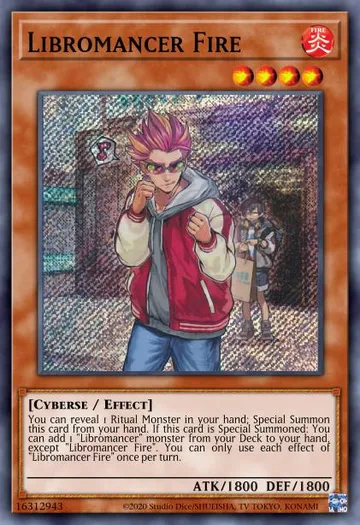 LIBROMANCER FIRE
FIRE
炎
[CYBERSE / EFFECT]
You can reveal 1 Ritual Monster in your hand; Special Summon
this card from your hand. If this card is Special Summoned: You
can add 1 "Libromancer" monster from your Deck to your hand,
except "Libromancer Fire". You can only use each effect of
"Libromancer Fire" once per turn.
ATK/1800 DEF/1800
16312943
©2020 Studio Dice/SHUEISHA, TV TOKYO, KONAMI